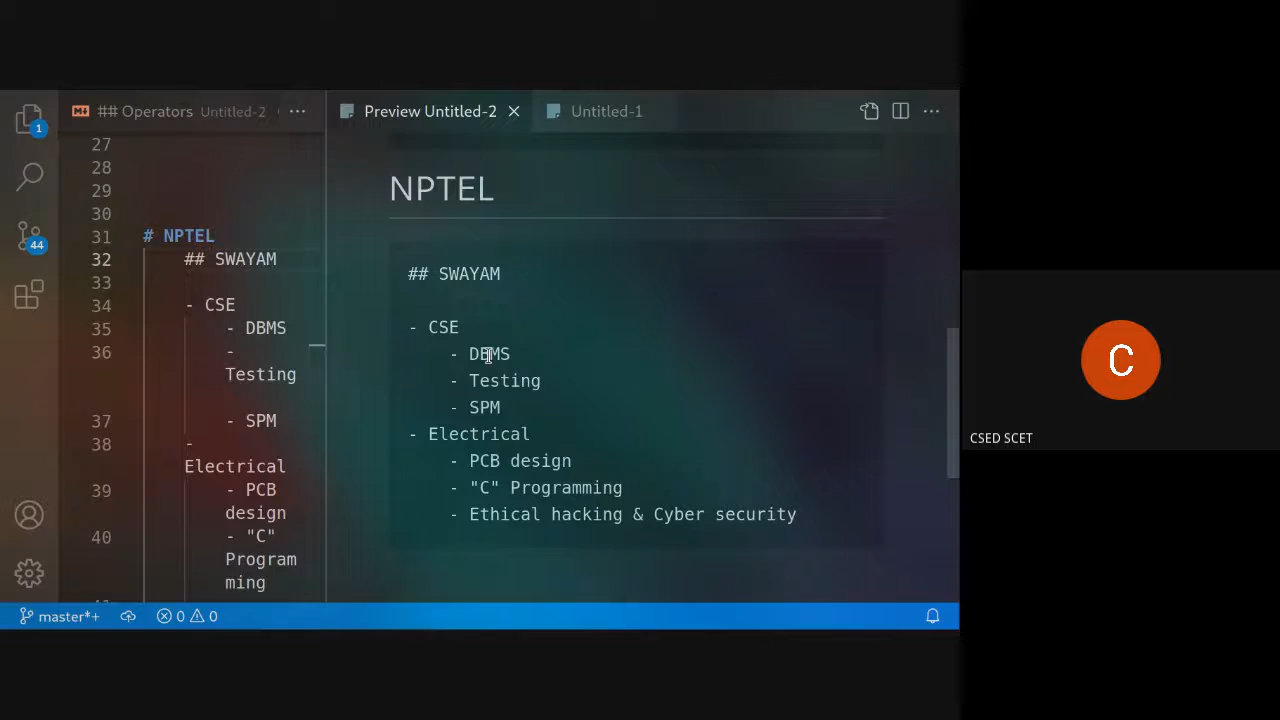 ## Operators Untitled-2 ···
Preview Untitled-2
Untitled-1
1
44
27
28
29
30
31 # NPTEL
32 ## SWAYAM
33
34 - CSE
35 - DBMS
36 -
Testing
37 - SPM
38 -
Electrical
39 - PCB
design
40 - "C"
Program
ming
NPTEL
## SWAYAM
- CSE
- DBMS
- Testing
- SPM
- Electrical
- PCB design
- "C" Programming
- Ethical hacking & Cyber security
master*+ 0 0
C
CSED SCET